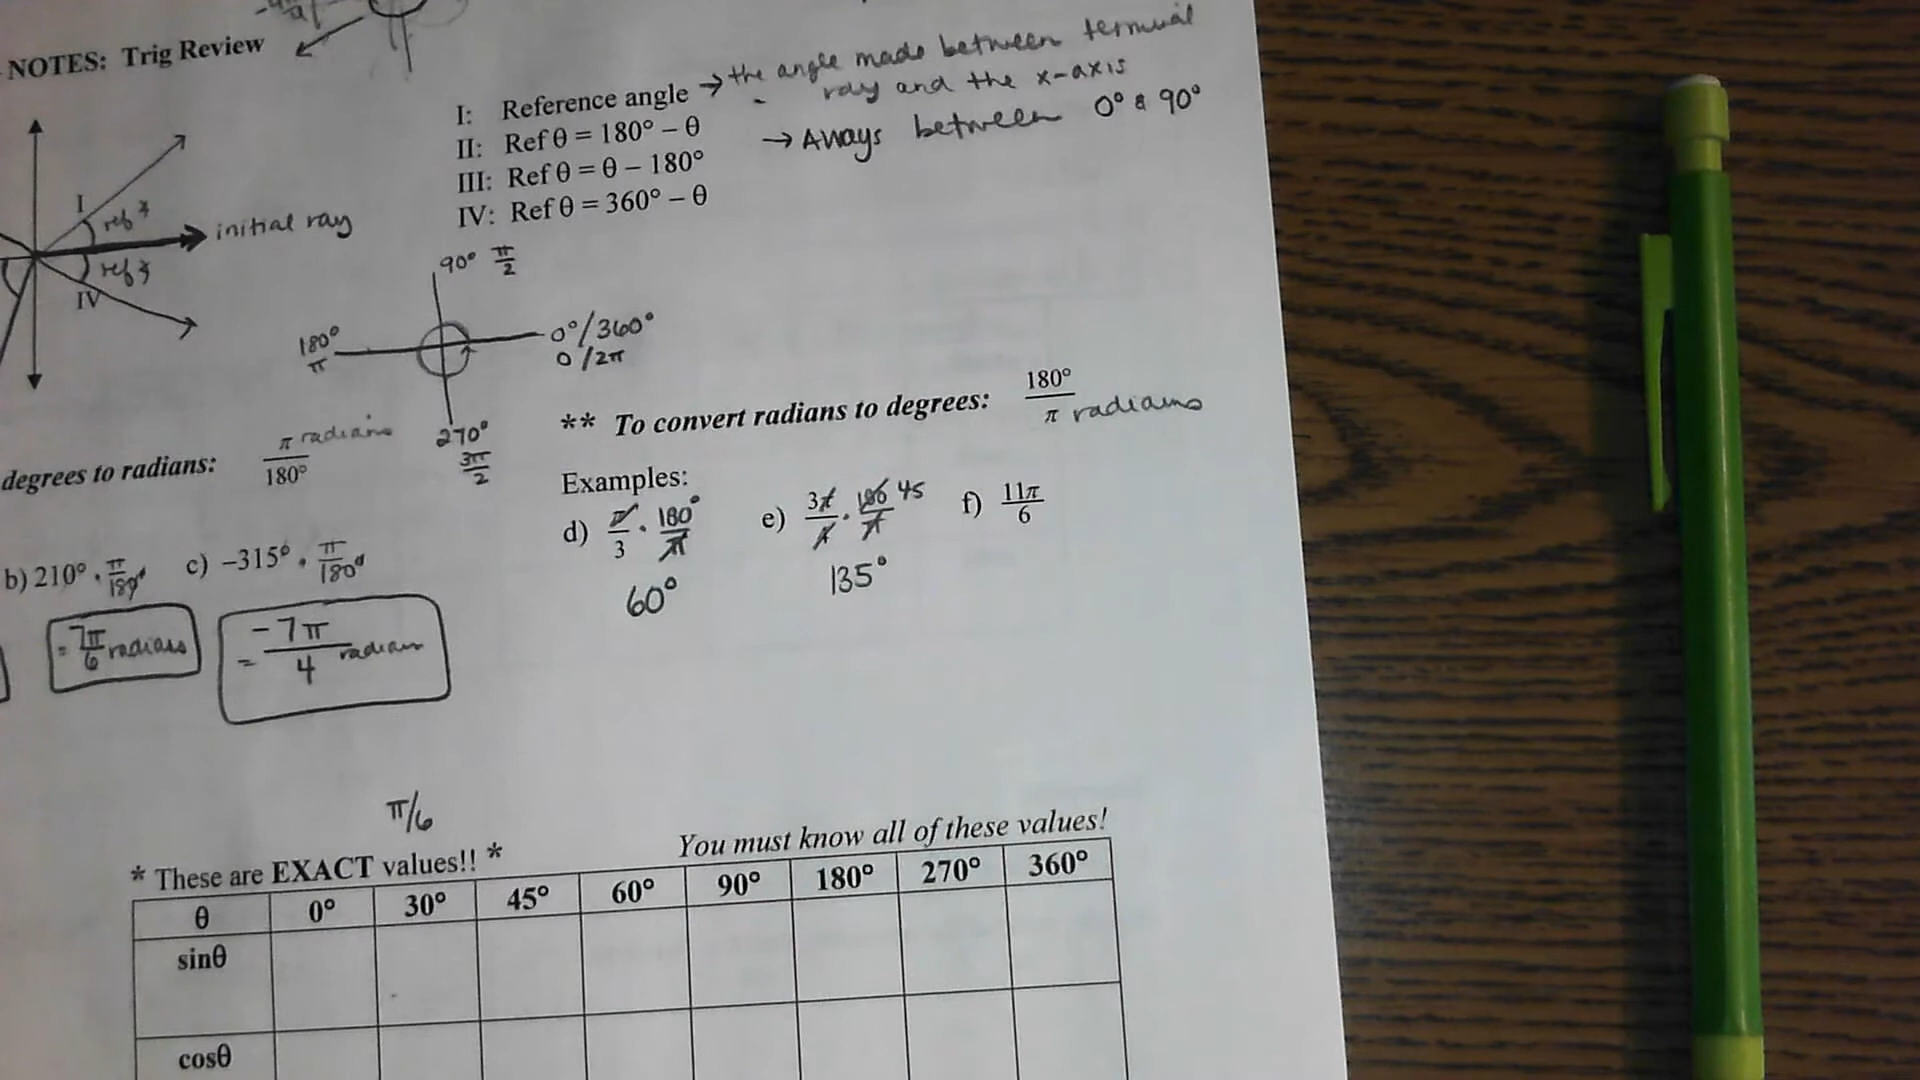 NOTES: Trig Review
I: Reference angle → the angle made between terminal
ray and the x-axis
II: Ref θ = 180° – θ
→ Always between 0° & 90°
III: Ref θ = θ – 180°
IV: Ref θ = 360° – θ
I
ref ∡
initial ray
ref ∡
IV
90° π/2
180°
π
0°/360°
0/2π
270°
3π/2
degrees to radians: π radians/180°
** To convert radians to degrees: 180°/π radians
Examples:
d) π/3 · 180°/π
e) 3π/4 · 180/π 45
f) 11π/6
60°
135°
b) 210° · π/180°
c) –315° · π/180°
= 7π/6 radians
= -7π/4 radian
π/6
* These are EXACT values!! *
You must know all of these values!
θ 0° 30° 45° 60° 90° 180° 270° 360°
sinθ
cosθ